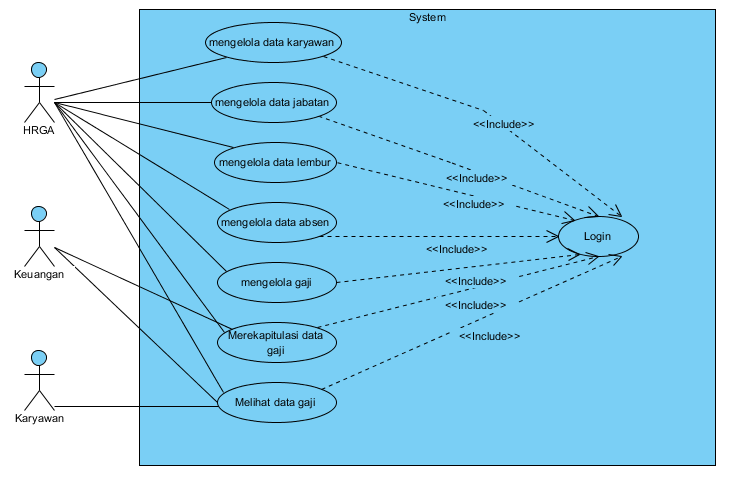 System
mengelola data karyawan
HRGA
mengelola data jabatan
<<Include>>
mengelola data lembur
<<Include>>
<<Include>>
mengelola data absen
Login
<<Include>>
Keuangan
mengelola gaji
<<Include>>
<<Include>>
Merekapitulasi data
gaji
<<Include>>
Melihat data gaji
Karyawan